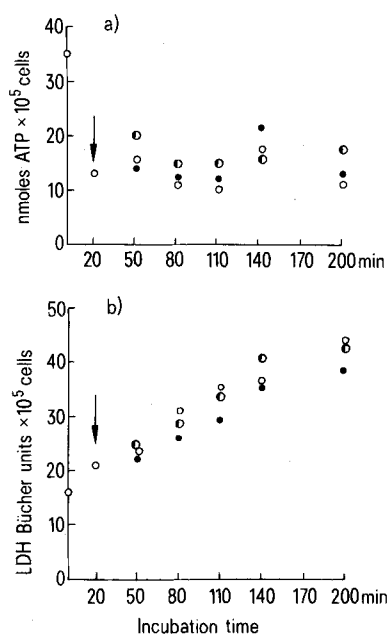 a)
nmoles ATP × 10⁵ cells
40
30
20
10
0
20 50 80 110 140 170 200 min
b)
LDH Bücher units × 10⁵ cells
50
40
30
20
10
0
20 50 80 110 140 170 200 min
Incubation time